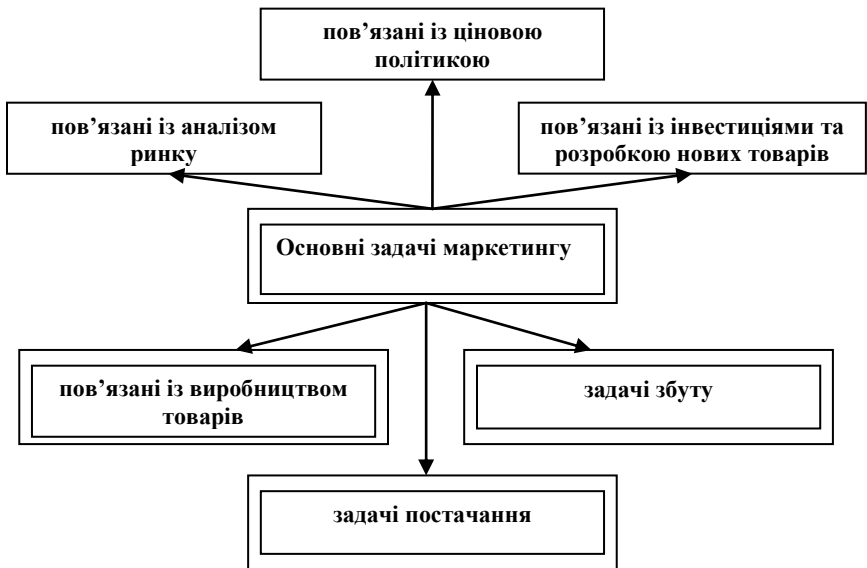 пов’язані із ціновою
політикою
пов’язані із аналізом
ринку
пов’язані із інвестиціями та
розробкою нових товарів
Основні задачі маркетингу
пов’язані із виробництвом
товарів
задачі збуту
задачі постачання